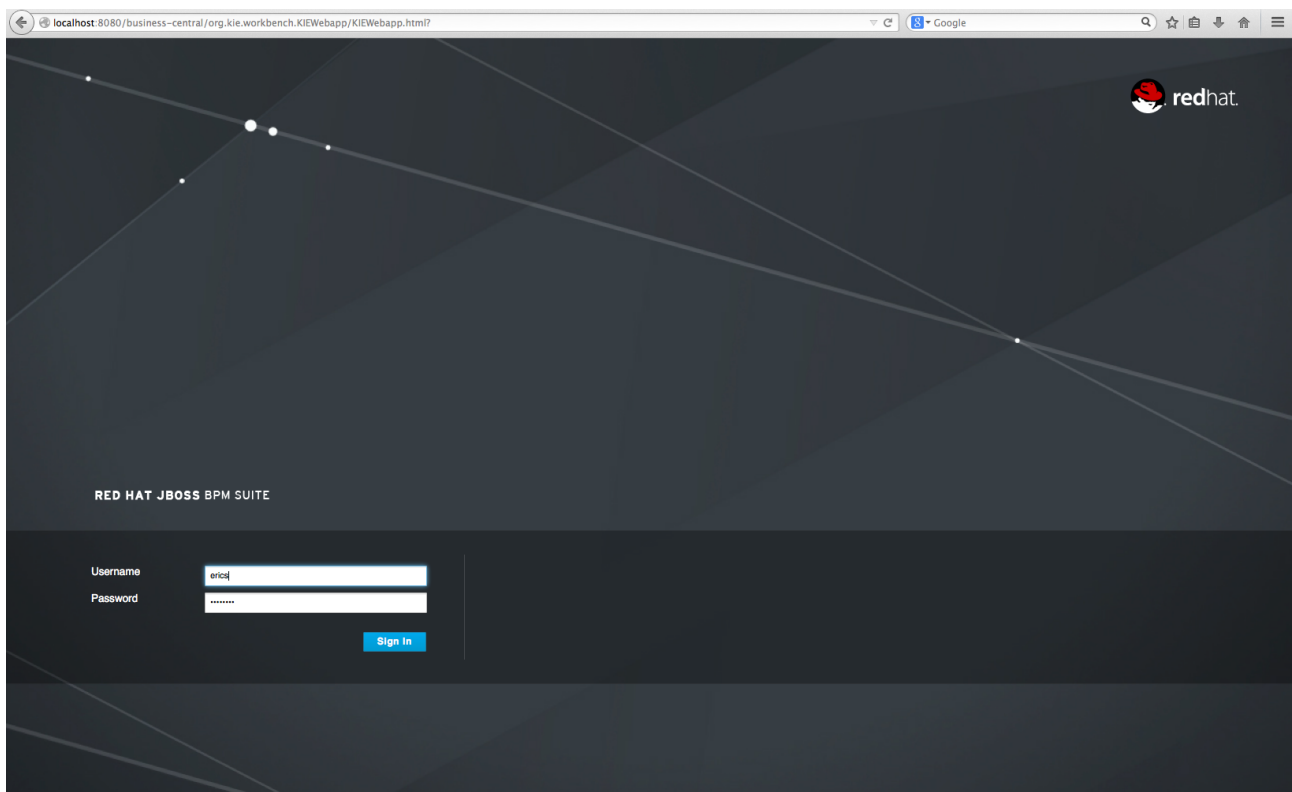 localhost:8080/business-central/org.kie.workbench.KIEWebapp/KIEWebapp.html?
8 Google
redhat.
RED HAT JBOSS BPM SUITE
Username
erics
Password
••••••••
Sign In